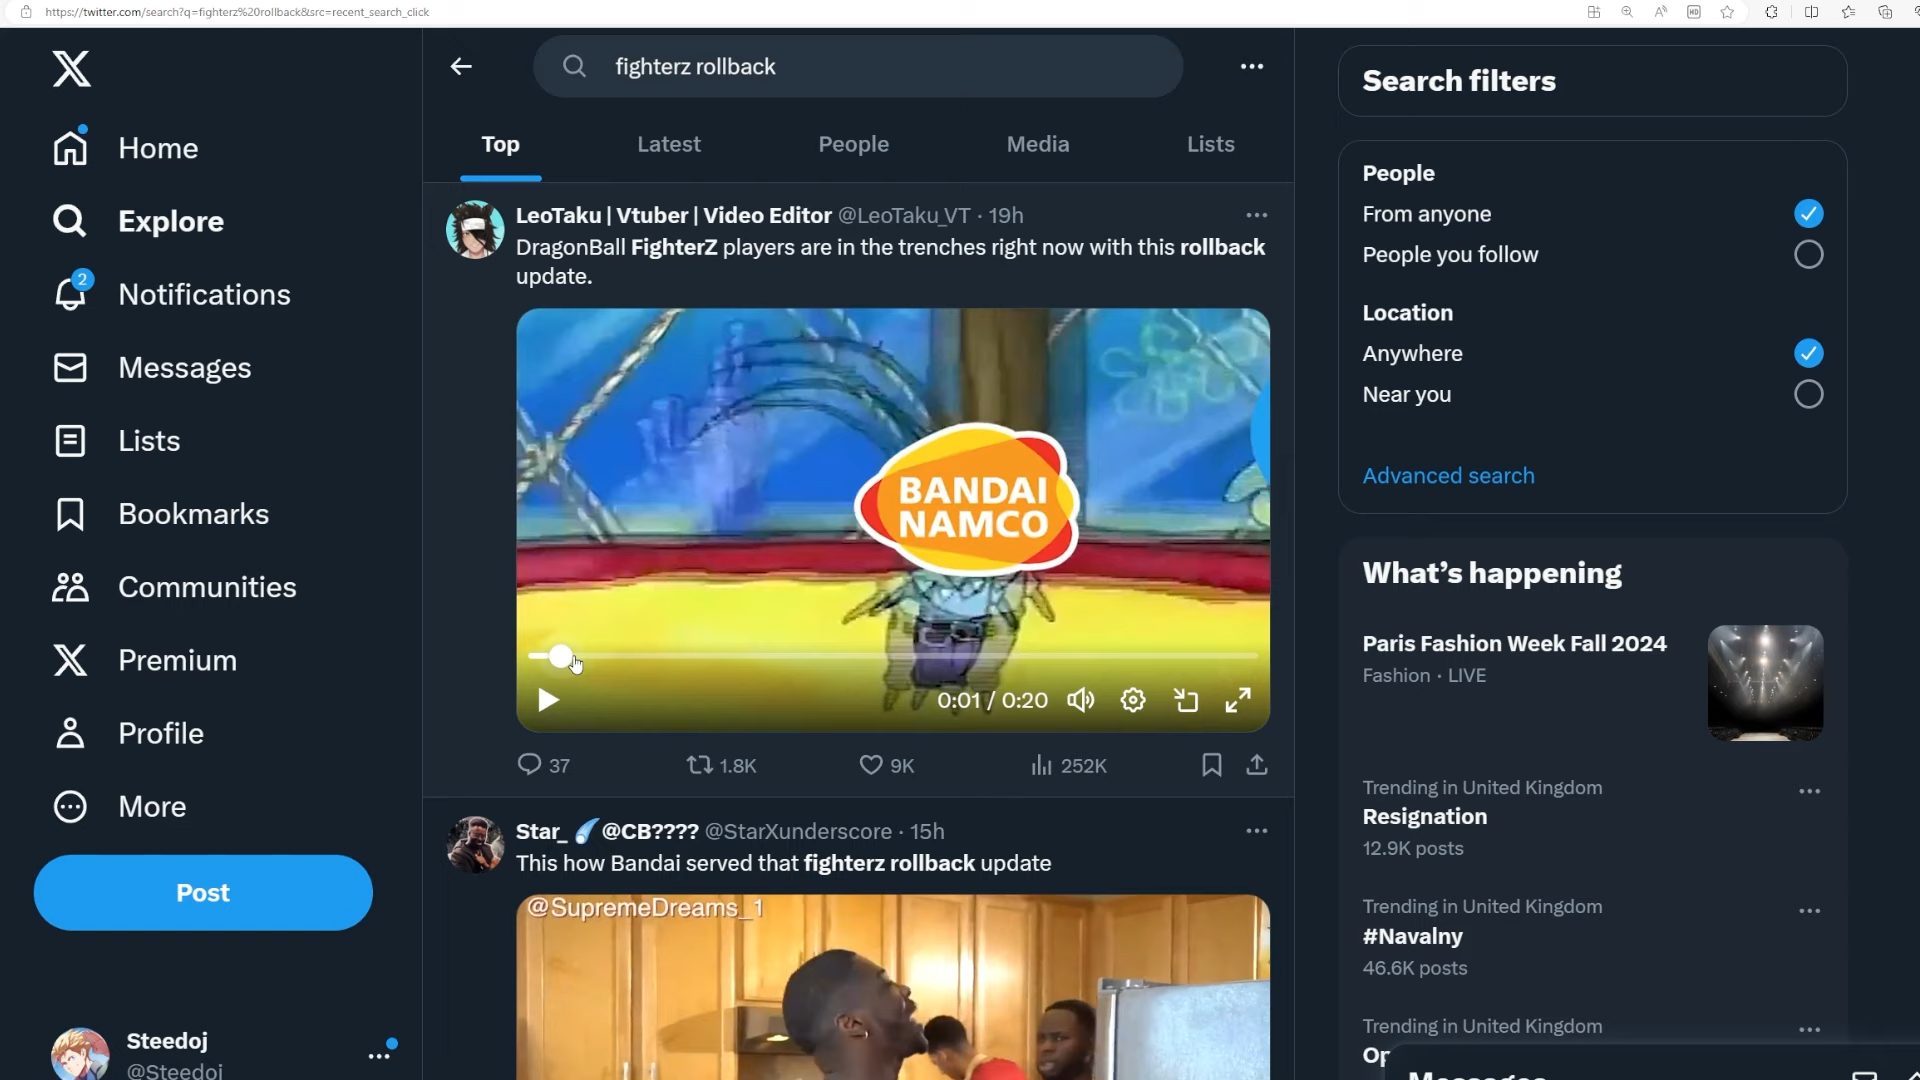 https://twitter.com/search?q=fighterz%20rollback&src=recent_search_click
Home
Explore
2
Notifications
Messages
Lists
Bookmarks
Communities
Premium
Profile
More
Post
Steedoj
@Steedoj
fighterz rollback
Top
Latest
People
Media
Lists
LeoTaku | Vtuber | Video Editor @LeoTaku_VT · 19h
DragonBall FighterZ players are in the trenches right now with this rollback
update.
BANDAI
NAMCO
0:01 / 0:20
37
1.8K
9K
252K
Star_ @CB???? @StarXunderscore · 15h
This how Bandai served that fighterz rollback update
@SupremeDreams_1
Search filters
People
From anyone
People you follow
Location
Anywhere
Near you
Advanced search
What's happening
Paris Fashion Week Fall 2024
Fashion · LIVE
Trending in United Kingdom
Resignation
12.9K posts
Trending in United Kingdom
#Navalny
46.6K posts
Trending in United Kingdom
Messages